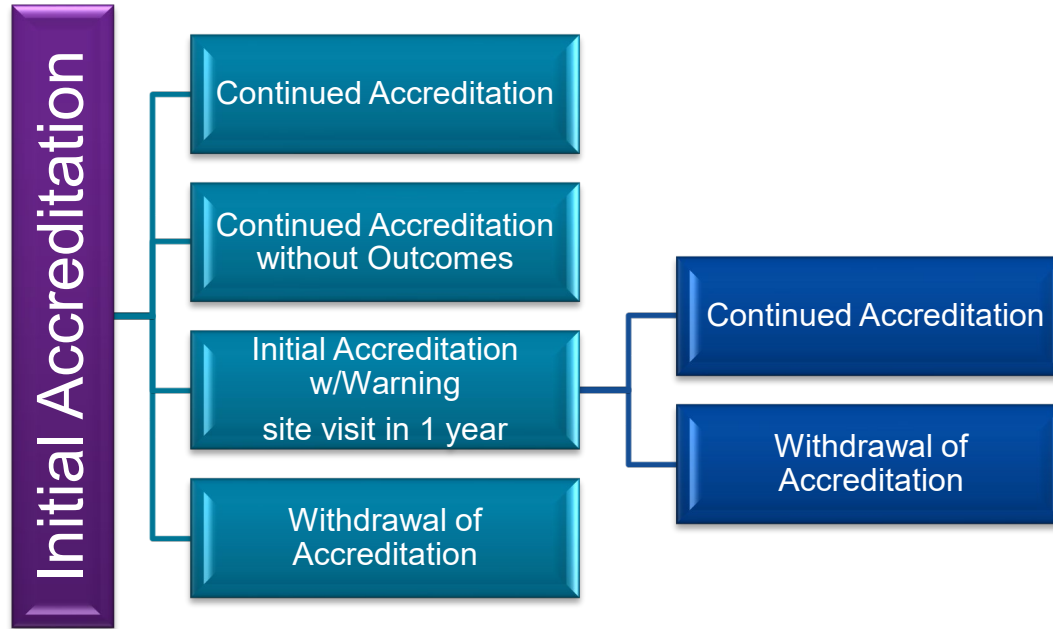 Initial Accreditation
Continued Accreditation
Continued Accreditation
without Outcomes
Initial Accreditation
w/Warning
site visit in 1 year
Withdrawal of
Accreditation
Continued Accreditation
Withdrawal of
Accreditation